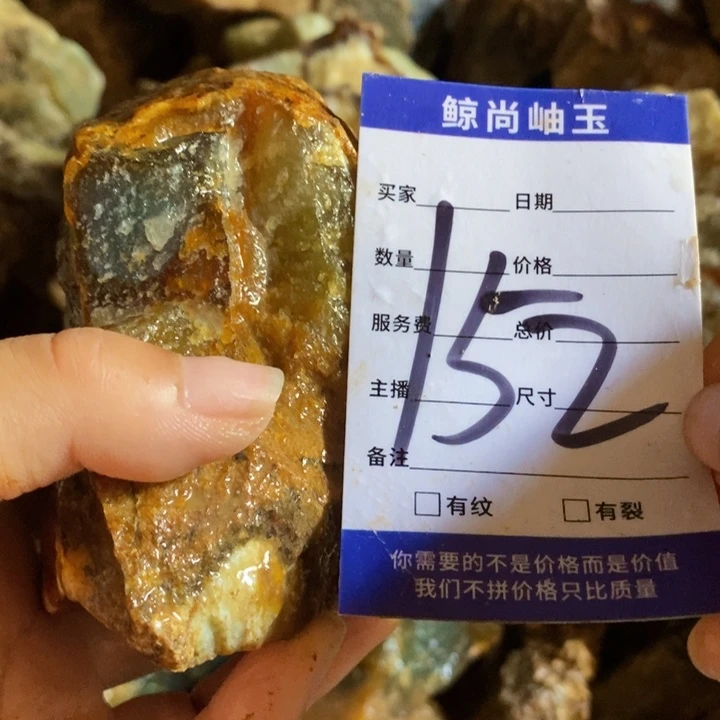 鲸尚岫玉
买家 日期
数量 价格
服务费 总价
主播 尺寸
152
备注
有纹 有裂
你需要的不是价格而是价值
我们不拼价格只比质量